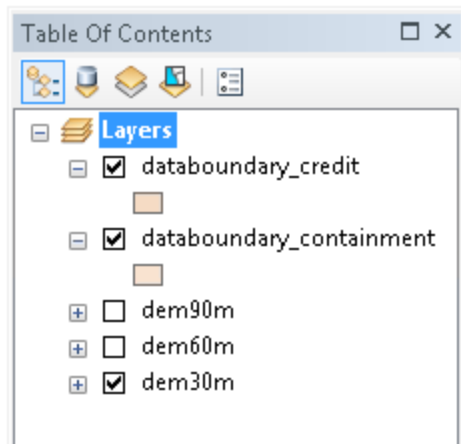 Table Of Contents
Layers
databoundary_credit
databoundary_containment
dem90m
dem60m
dem30m